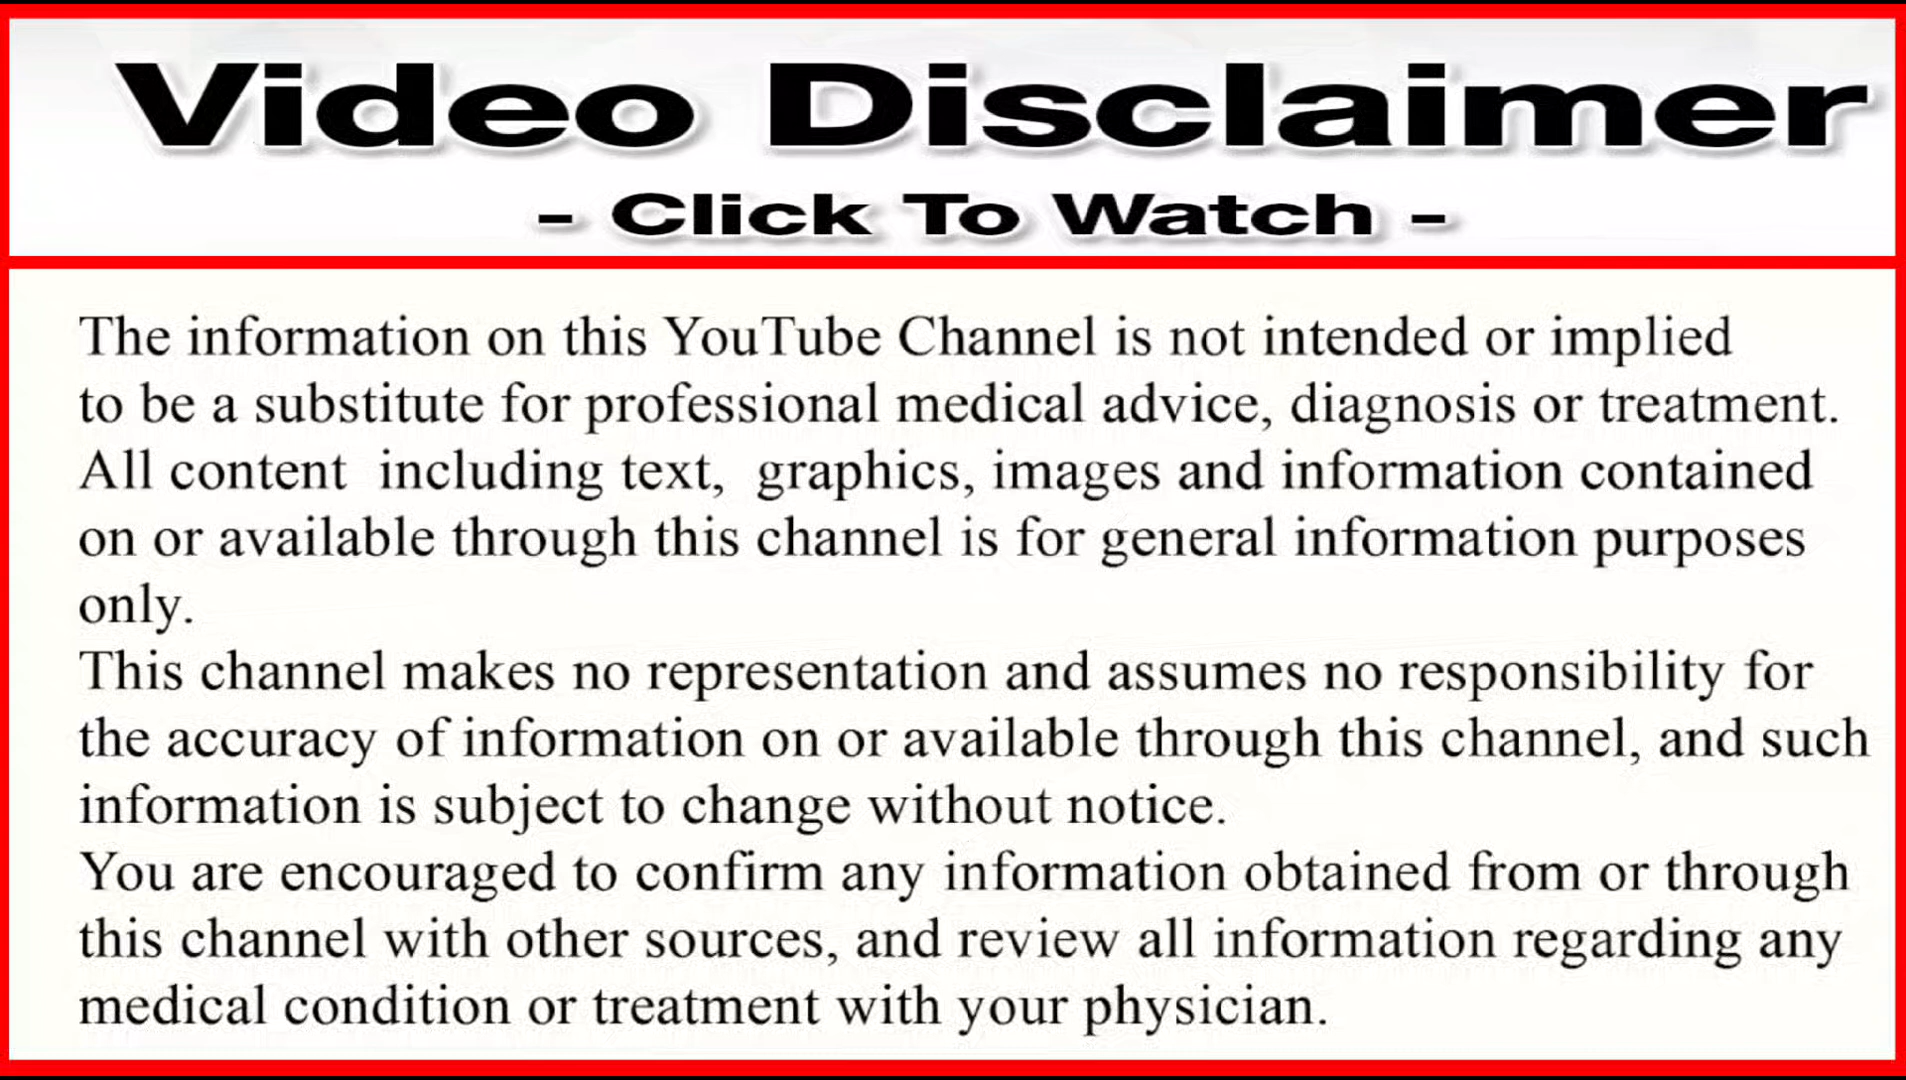 Video Disclaimer
- Click To Watch -
The information on this YouTube Channel is not intended or implied
to be a substitute for professional medical advice, diagnosis or treatment.
All content including text, graphics, images and information contained
on or available through this channel is for general information purposes
only.
This channel makes no representation and assumes no responsibility for
the accuracy of information on or available through this channel, and such
information is subject to change without notice.
You are encouraged to confirm any information obtained from or through
this channel with other sources, and review all information regarding any
medical condition or treatment with your physician.